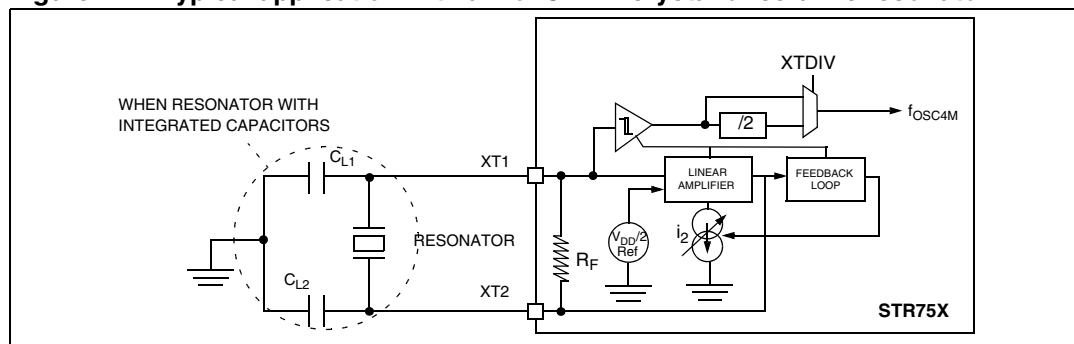 XTDIV
WHEN RESONATOR WITH
INTEGRATED CAPACITORS
/2
fOSC4M
CL1
XT1
LINEAR
AMPLIFIER
FEEDBACK
LOOP
RESONATOR
RF
VDD/2
Ref
i2
CL2
XT2
STR75X